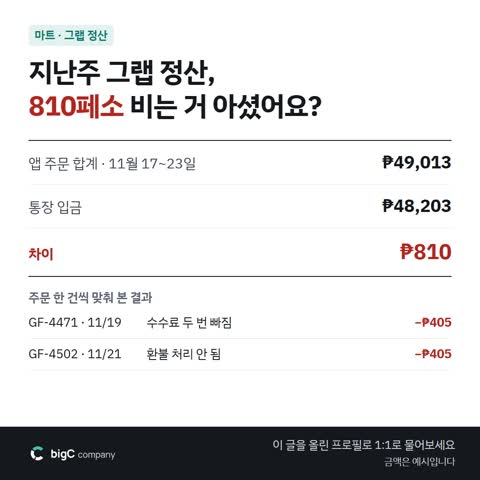 마트 · 그랩 정산
지난주 그랩 정산,
810페소 비는 거 아셨어요?
앱 주문 합계 · 11월 17~23일 ₱49,013
통장 입금 ₱48,203
차이 ₱810
주문 한 건씩 맞춰 본 결과
GF-4471 · 11/19 수수료 두 번 빠짐 −₱405
GF-4502 · 11/21 환불 처리 안 됨 −₱405
이 글을 올린 프로필로 1:1로 물어보세요
bigC company
금액은 예시입니다